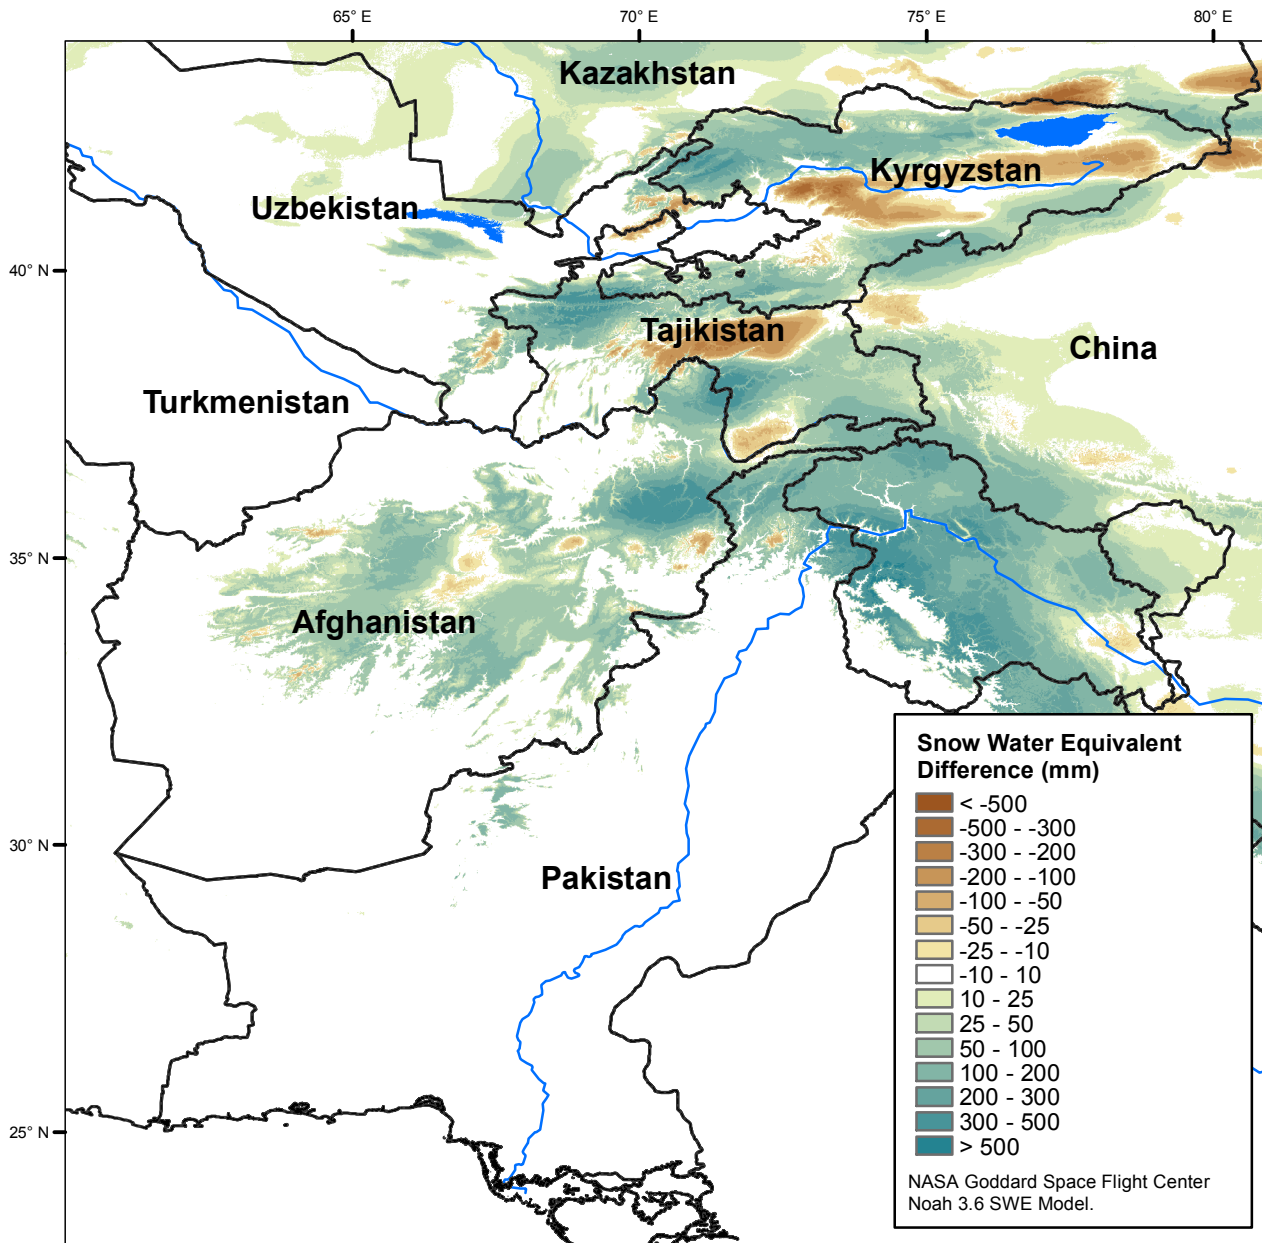 65° E
70° E
75° E
80° E
Kazakhstan
Kyrgyzstan
Uzbekistan
40° N
Tajikistan
China
Turkmenistan
35° N
Afghanistan
30° N
Pakistan
25° N
Snow Water Equivalent
Difference (mm)
< -500
-500 - -300
-300 - -200
-200 - -100
-100 - -50
-50 - -25
-25 - -10
-10 - 10
10 - 25
25 - 50
50 - 100
100 - 200
200 - 300
300 - 500
> 500
NASA Goddard Space Flight Center
Noah 3.6 SWE Model.